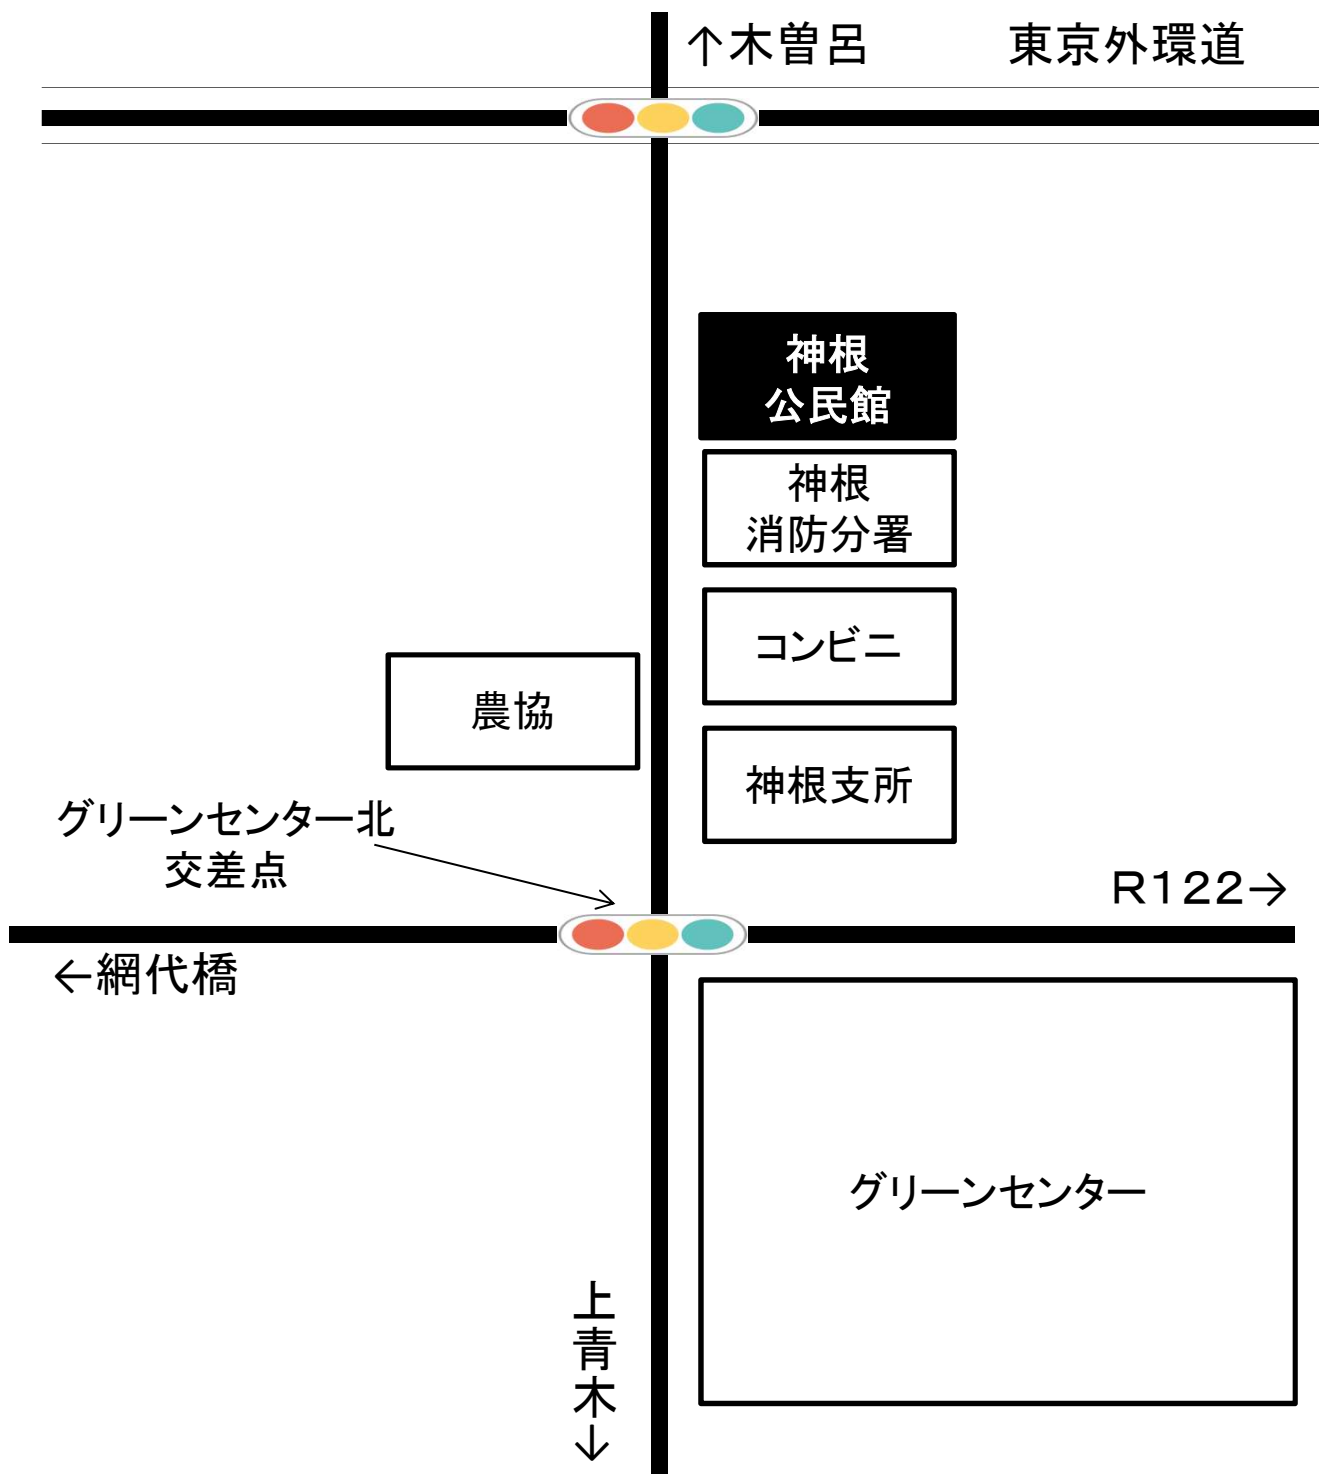 ↑木曽呂
東京外環道
神根
公民館
神根
消防分署
コンビニ
農協
神根支所
グリーンセンター北
交差点
R122→
←網代橋
グリーンセンター
上青木↓